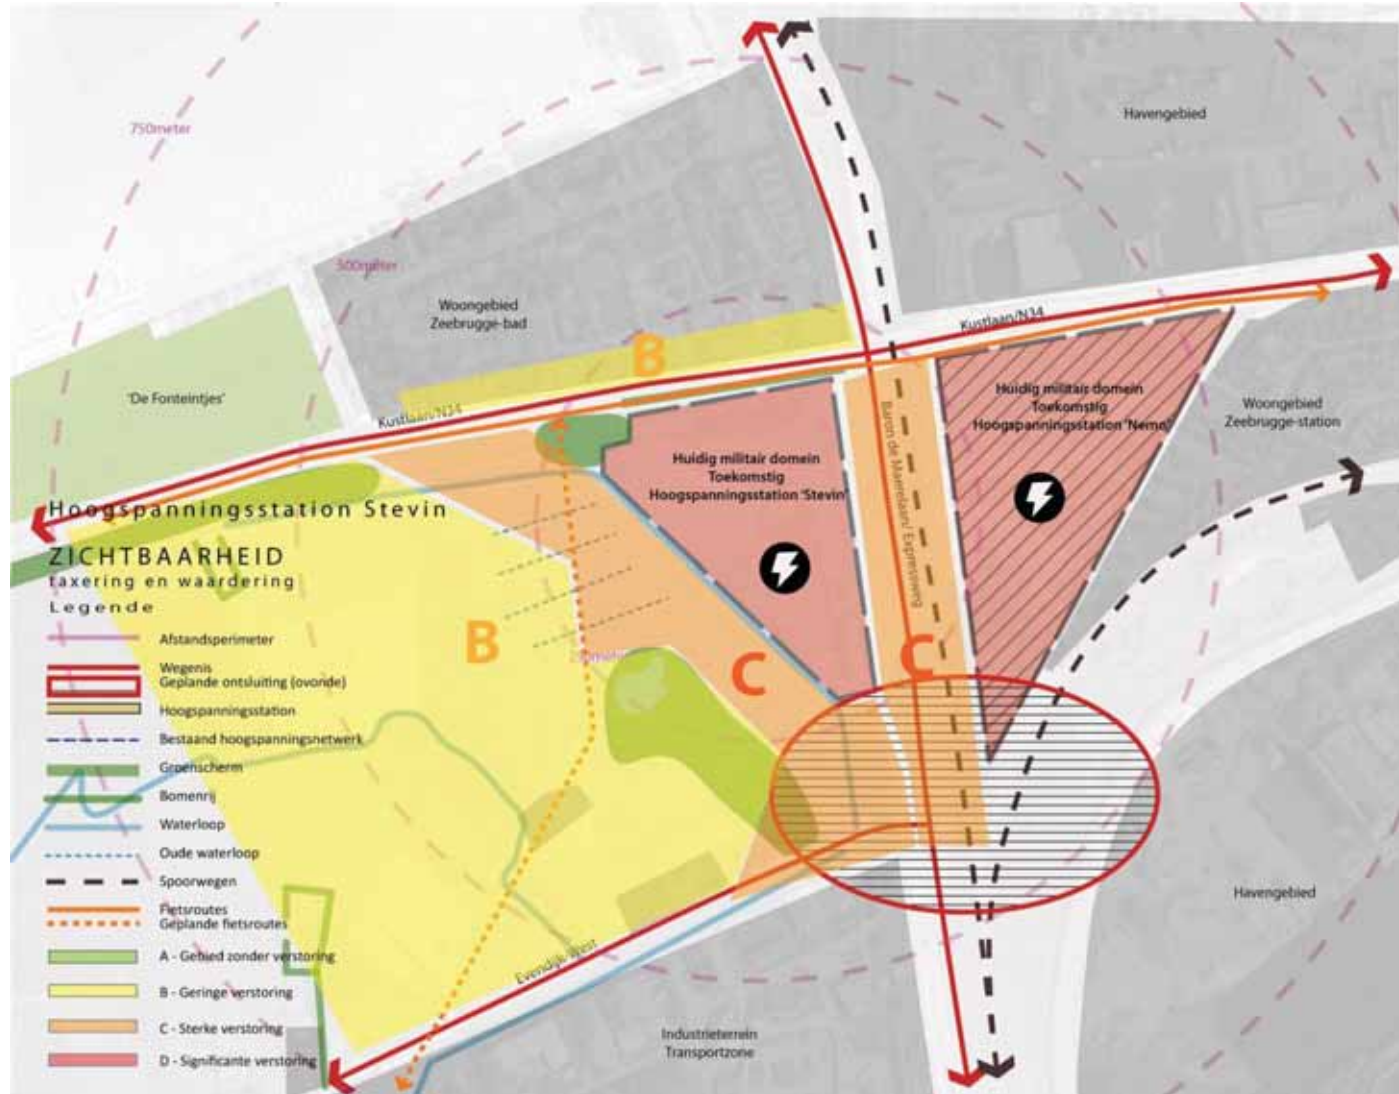 750meter
Havengebied
500meter
Woongebied
Zeebrugge-bad
Kustlaan/N34
B
'De Fonteintjes'
Kustlaan/N34
Huidig militair domein
Toekomstig
Hoogspanningsstation 'Nemo'
Woongebied
Zeebrugge-station
Huidig militair domein
Toekomstig
Hoogspanningsstation 'Stevin'
Baron de Maerelaan/ Expressweg
B
C
C
Hoogspanningsstation Stevin
ZICHTBAARHEID
taxering en waardering
Legende
Afstandsperimeter
Wegenis
Geplande ontsluiting (ovonde)
Hoogspanningsstation
Bestaand hoogspanningsnetwerk
Groenscherm
Bomenrij
Waterloop
Oude waterloop
Spoorwegen
Fietsroutes
Geplande fietsroutes
A - Gebied zonder verstoring
B - Geringe verstoring
C - Sterke verstoring
D - Significante verstoring
Evendijk-West
Havengebied
Industrieterrein
Transportzone